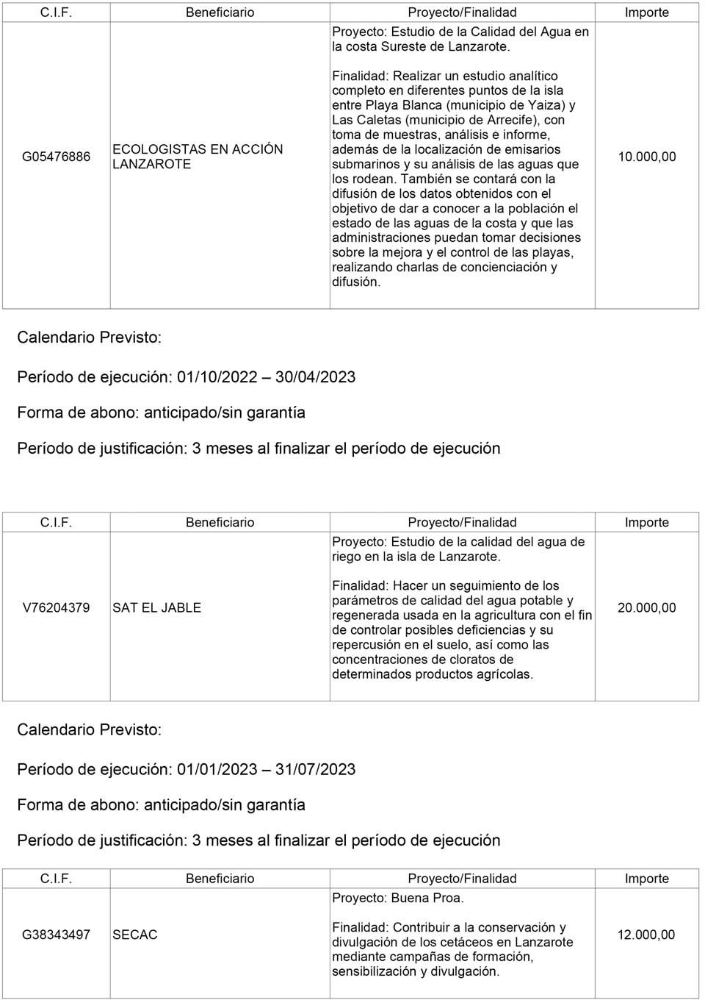 C.I.F. Beneficiario Proyecto/Finalidad Importe
Proyecto: Estudio de la Calidad del Agua en
la costa Sureste de Lanzarote.
Finalidad: Realizar un estudio analítico
completo en diferentes puntos de la isla
entre Playa Blanca (municipio de Yaiza) y
Las Caletas (municipio de Arrecife), con
toma de muestras, análisis e informe,
G05476886 ECOLOGISTAS EN ACCIÓN
LANZAROTE
además de la localización de emisarios 10.000,00
submarinos y su análisis de las aguas que
los rodean. También se contará con la
difusión de los datos obtenidos con el
objetivo de dar a conocer a la población el
estado de las aguas de la costa y que las
administraciones puedan tomar decisiones
sobre la mejora y el control de las playas,
realizando charlas de concienciación y
difusión.
Calendario Previsto:
Período de ejecución: 01/10/2022 – 30/04/2023
Forma de abono: anticipado/sin garantía
Período de justificación: 3 meses al finalizar el período de ejecución
C.I.F. Beneficiario Proyecto/Finalidad Importe
Proyecto: Estudio de la calidad del agua de
riego en la isla de Lanzarote.
Finalidad: Hacer un seguimiento de los
parámetros de calidad del agua potable y
V76204379 SAT EL JABLE regenerada usada en la agricultura con el fin 20.000,00
de controlar posibles deficiencias y su
repercusión en el suelo, así como las
concentraciones de cloratos de
determinados productos agrícolas.
Calendario Previsto:
Período de ejecución: 01/01/2023 – 31/07/2023
Forma de abono: anticipado/sin garantía
Período de justificación: 3 meses al finalizar el período de ejecución
C.I.F. Beneficiario Proyecto/Finalidad Importe
Proyecto: Buena Proa.
Finalidad: Contribuir a la conservación y
G38343497 SECAC divulgación de los cetáceos en Lanzarote 12.000,00
mediante campañas de formación,
sensibilización y divulgación.